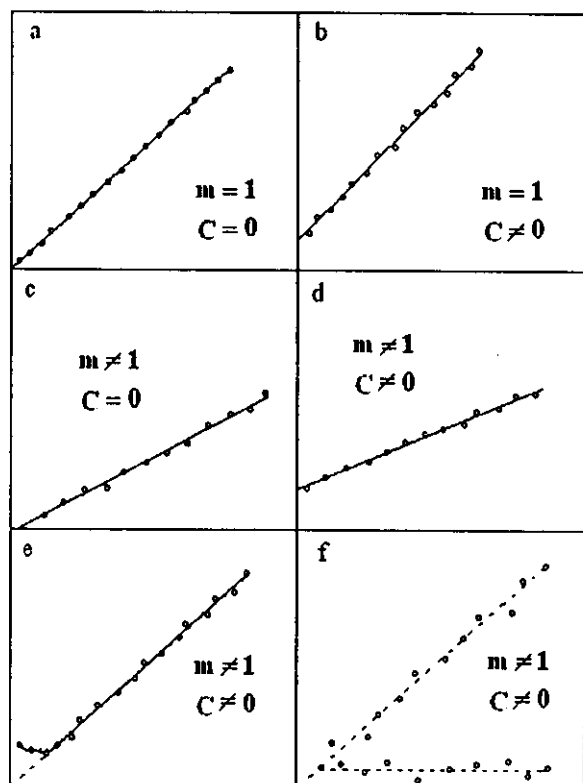 a
m = 1
C = 0
b
m = 1
C ≠ 0
c
m ≠ 1
C = 0
d
m ≠ 1
C ≠ 0
e
m ≠ 1
C ≠ 0
f
m ≠ 1
C ≠ 0